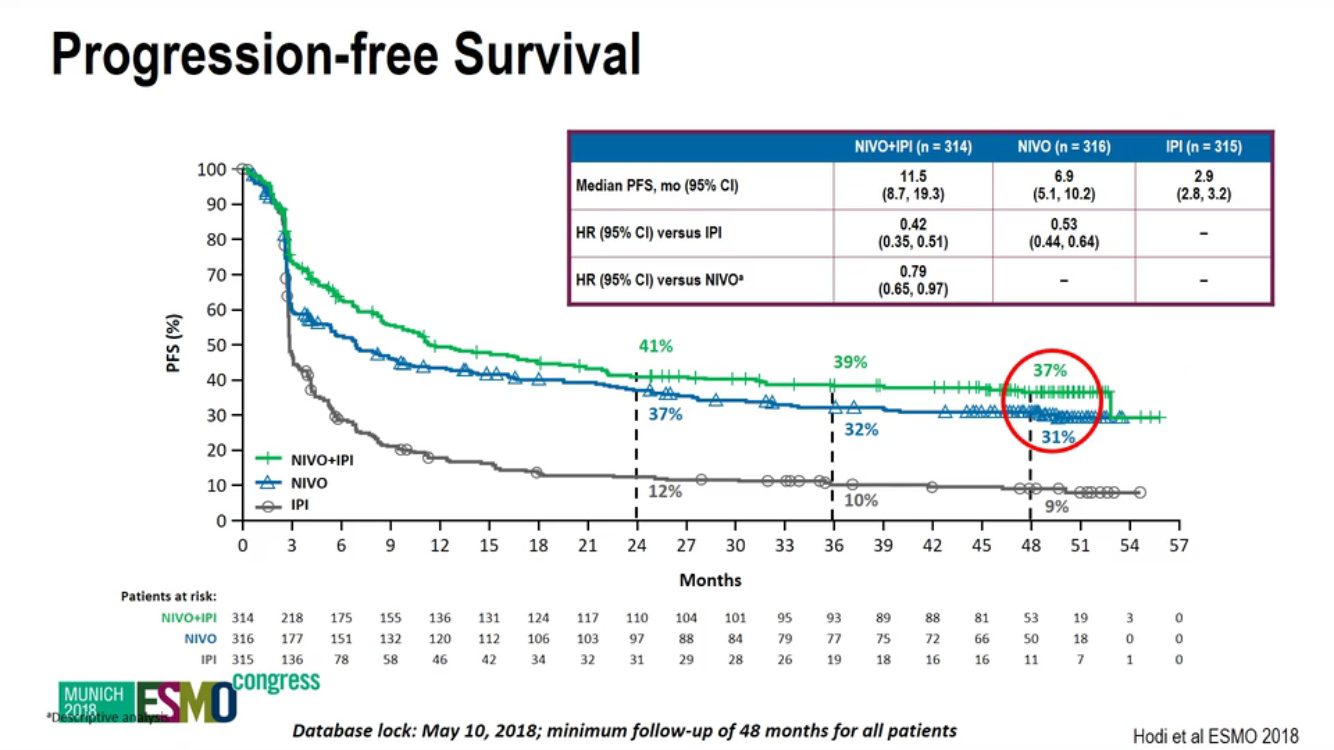 Progression-free Survival
NIVO+IPI (n = 314) NIVO (n = 316) IPI (n = 315)
Median PFS, mo (95% CI) 11.5 (8.7, 19.3) 6.9 (5.1, 10.2) 2.9 (2.8, 3.2)
HR (95% CI) versus IPI 0.42 (0.35, 0.51) 0.53 (0.44, 0.64) –
HR (95% CI) versus NIVOᵃ 0.79 (0.65, 0.97) – –
PFS (%)
100
90
80
70
60
50
40
30
20
10
0
41%
39%
37%
37%
32%
31%
12%
10%
9%
NIVO+IPI
NIVO
IPI
0 3 6 9 12 15 18 21 24 27 30 33 36 39 42 45 48 51 54 57
Months
Patients at risk:
NIVO+IPI 314 218 175 155 136 131 124 117 110 104 101 95 93 89 88 81 53 19 3 0
NIVO 316 177 151 132 120 112 106 103 97 88 84 79 77 75 72 66 50 18 0 0
IPI 315 136 78 58 46 42 34 32 31 29 28 26 19 18 16 16 11 7 1 0
MUNICH
2018
ESMO congress
ᵃDescriptive analysis
Database lock: May 10, 2018; minimum follow-up of 48 months for all patients
Hodi et al ESMO 2018